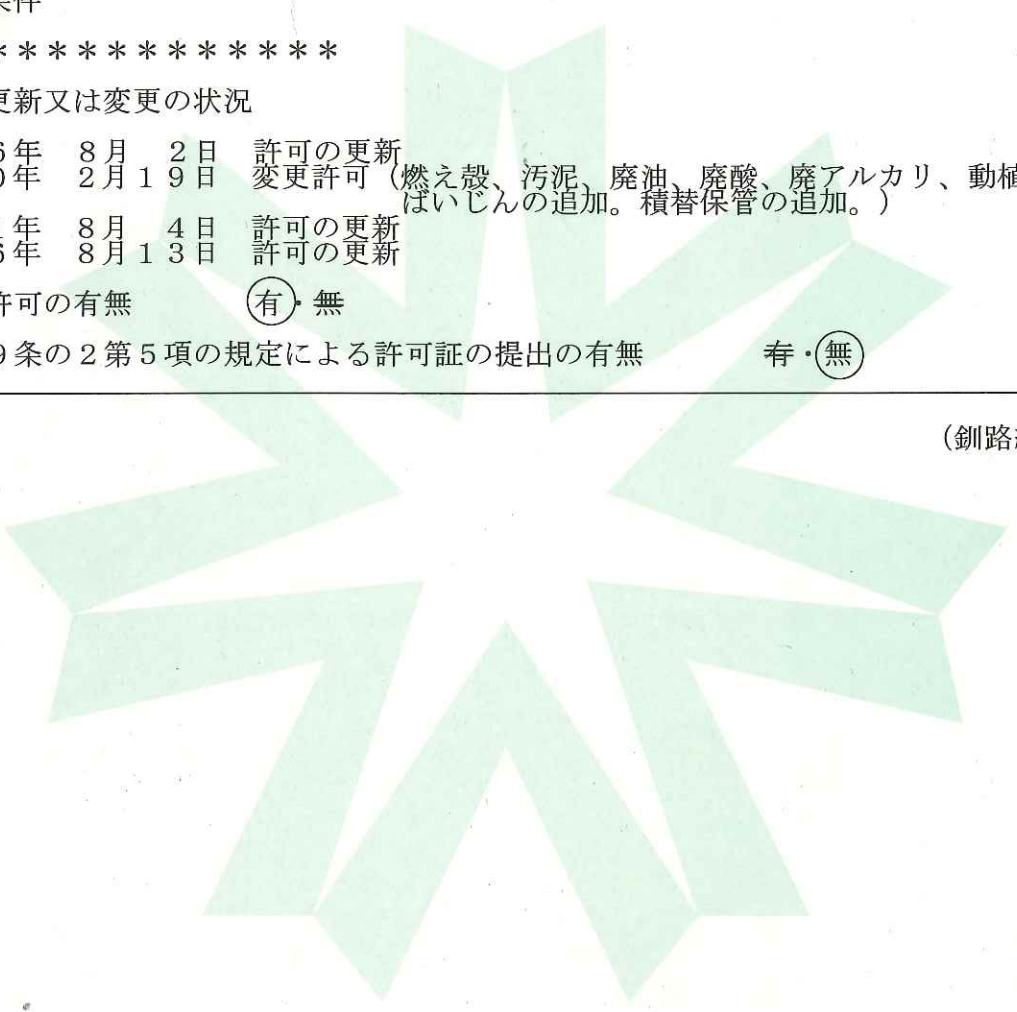 条件
＊＊＊＊＊＊＊＊＊＊＊＊
更新又は変更の状況
6年　8月　2日　許可の更新
0年　2月19日　変更許可（燃え殻、汚泥、廃油、廃酸、廃アルカリ、動植
ばいじんの追加。積替保管の追加。）
年　8月　4日　許可の更新
6年　8月13日　許可の更新
許可の有無　有・無
9条の2第5項の規定による許可証の提出の有無　有・無
（釧路